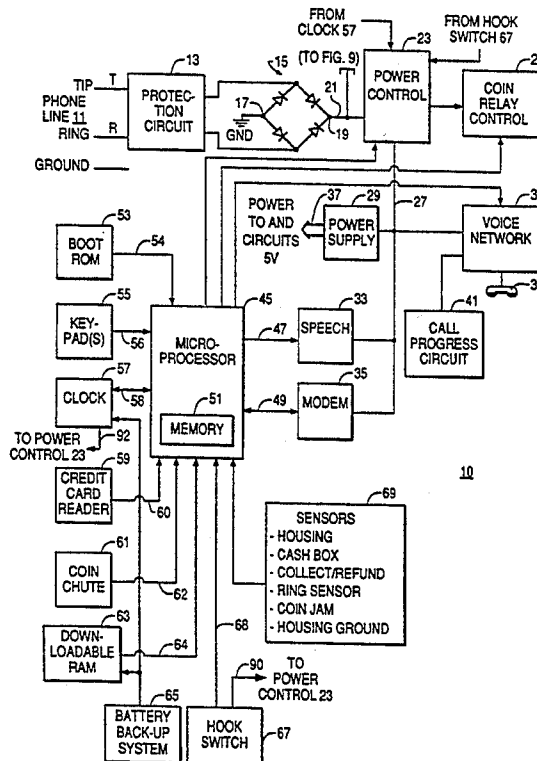 FROM
CLOCK 57
FROM HOOK
SWITCH 67
13
15
(TO FIG. 9)
23
TIP T
PHONE
LINE 11
RING R
GROUND
PROTEC-
TION
CIRCUIT
17
GND
21
19
POWER
CONTROL
COIN
RELAY
CONTROL
53
BOOT
ROM
54
POWER
TO AND
CIRCUITS
5V
37
29
POWER
SUPPLY
27
VOICE
NETWORK
55
KEY-
PAD(S)
56
45
MICRO-
PROCESSOR
47
33
SPEECH
41
CALL
PROGRESS
CIRCUIT
57
CLOCK
58
51
MEMORY
49
35
MODEM
92
TO POWER
CONTROL 23
59
CREDIT
CARD
READER
60
10
61
COIN
CHUTE
62
69
SENSORS
- HOUSING
- CASH BOX
- COLLECT/REFUND
- RING SENSOR
- COIN JAM
- HOUSING GROUND
63
DOWN-
LOADABLE
RAM
64
68
90
TO
POWER
CONTROL 23
65
BATTERY
BACK-UP
SYSTEM
HOOK
SWITCH
67